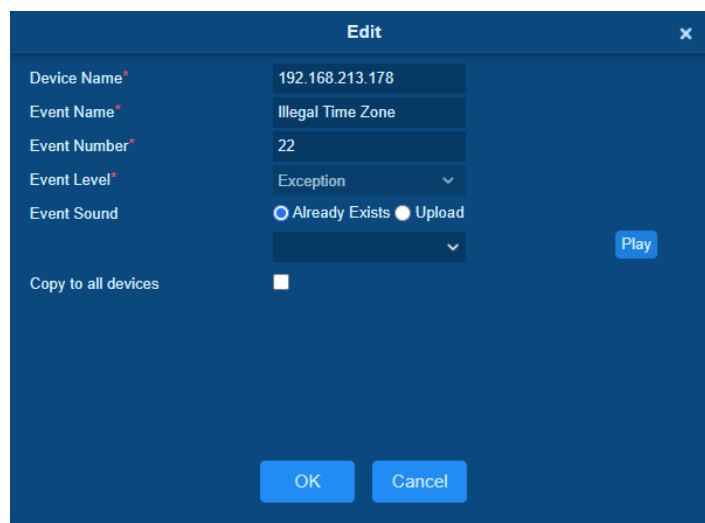 Edit
Device Name* 192.168.213.178
Event Name* Illegal Time Zone
Event Number* 22
Event Level* Exception
Event Sound Already Exists Upload
Play
Copy to all devices
OK Cancel